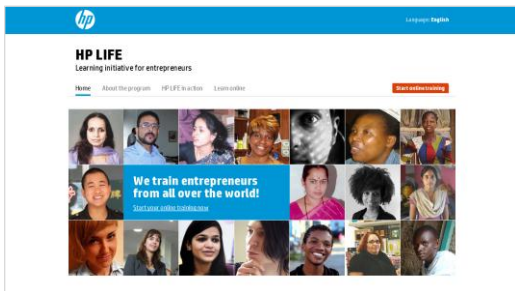 hp
Language: English
HP LIFE
Learning initiative for entrepreneurs
Home About the program HP LIFE in action Learn online Start online training
We train entrepreneurs
from all over the world!
Start your online training now